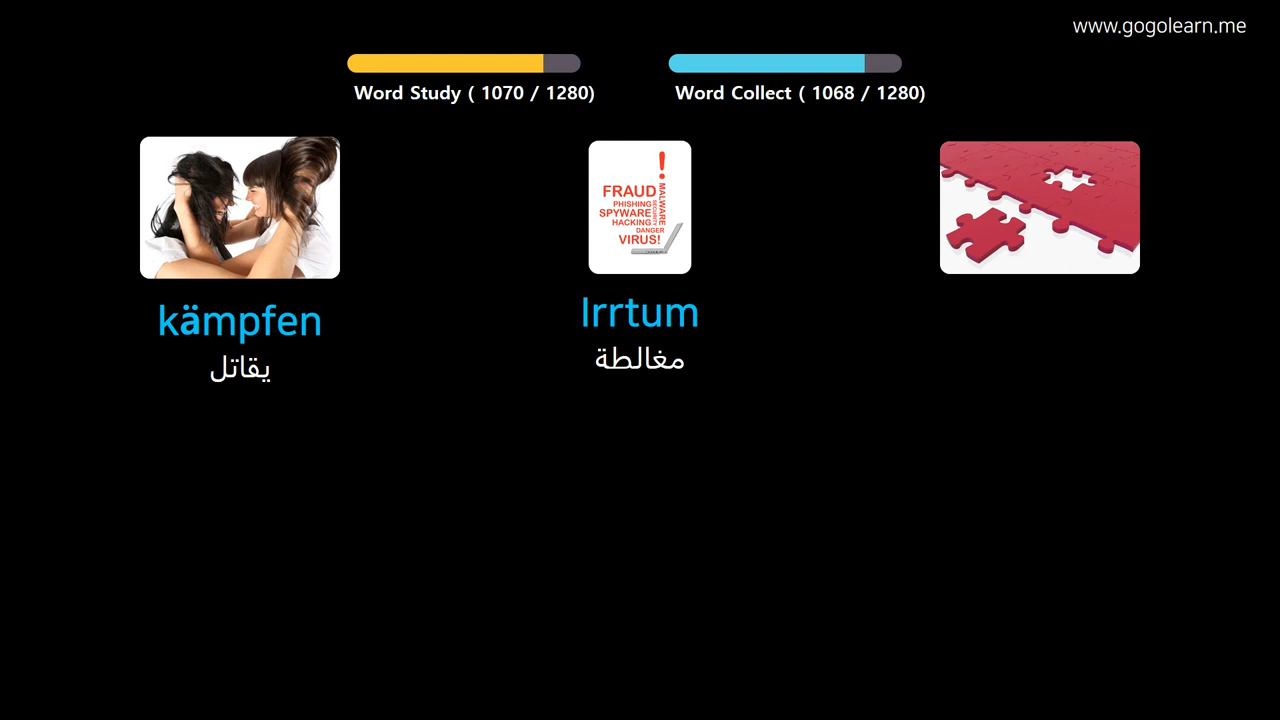 www.gogolearn.me
Word Study ( 1070 / 1280)
Word Collect ( 1068 / 1280)
!
FRAUD
PHISHING
SPYWARE
HACKING
DANGER
VIRUS!
MALWARE
SECURITY
kämpfen
يقاتل
Irrtum
مغالطة